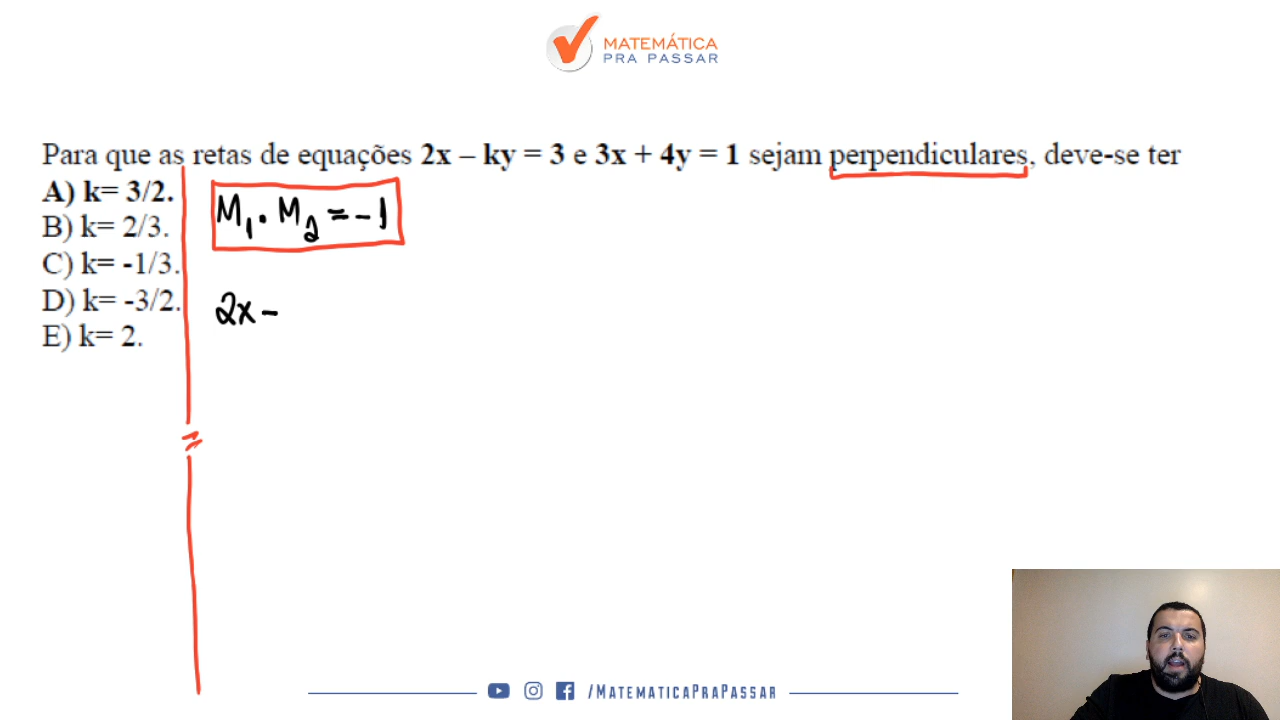 MATEMÁTICA
PRA PASSAR
Para que as retas de equações 2x – ky = 3 e 3x + 4y = 1 sejam perpendiculares, deve-se ter
A) k= 3/2.
B) k= 2/3.
C) k= -1/3.
D) k= -3/2.
E) k= 2.
M₁ . M₂ = -1
2x -
/MATEMATICAPRAPASSAR